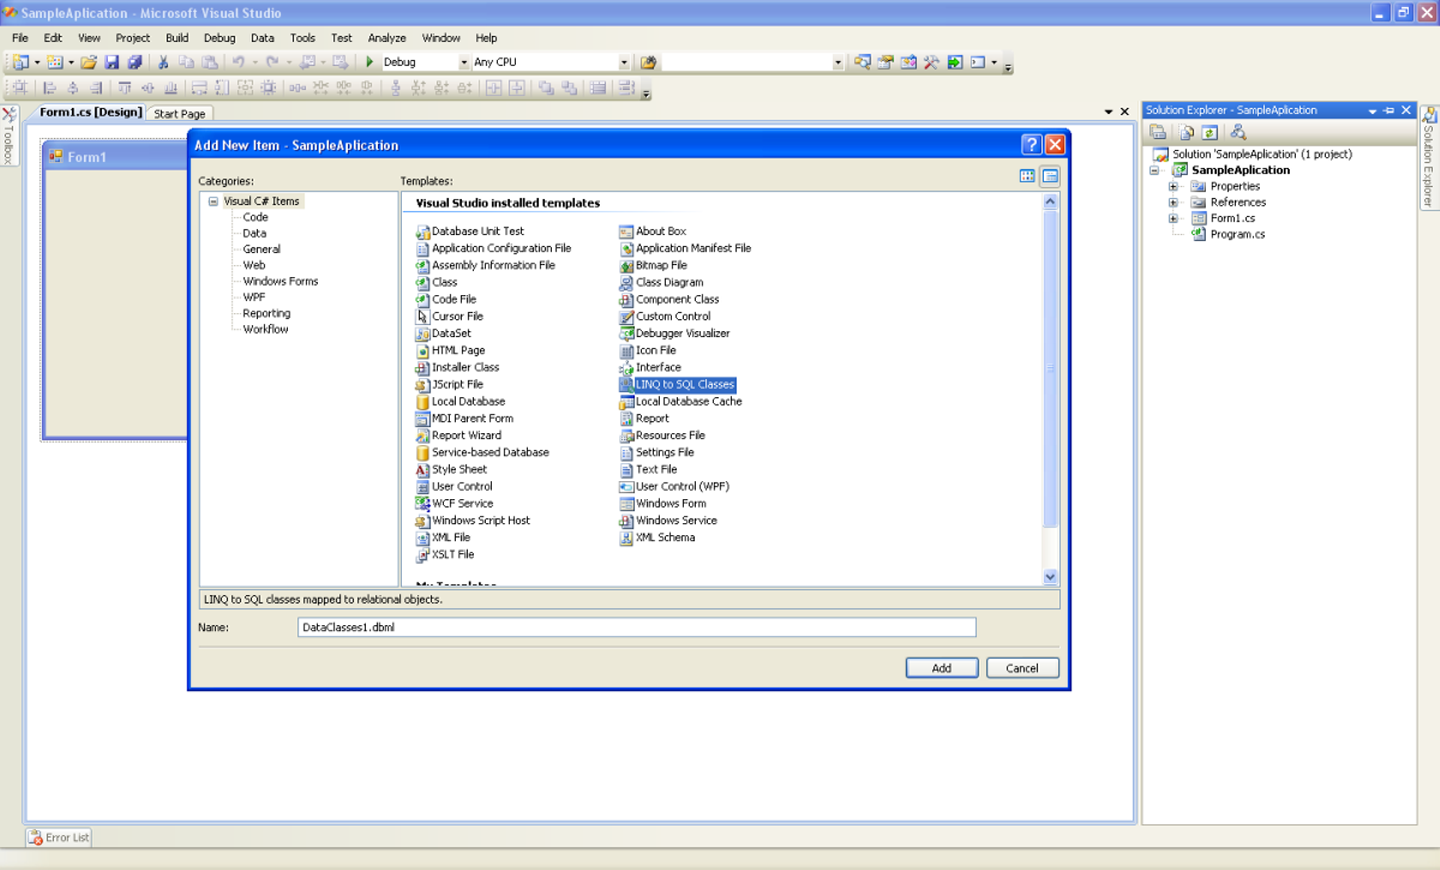 SampleAplication - Microsoft Visual Studio
File Edit View Project Build Debug Data Tools Test Analyze Window Help
Debug Any CPU
Form1.cs [Design] Start Page
Toolbox
Form1
Add New Item - SampleAplication
Categories:
Visual C# Items
Code
Data
General
Web
Windows Forms
WPF
Reporting
Workflow
Templates:
Visual Studio installed templates
Database Unit Test About Box
Application Configuration File Application Manifest File
Assembly Information File Bitmap File
Class Class Diagram
Code File Component Class
Cursor File Custom Control
DataSet Debugger Visualizer
HTML Page Icon File
Installer Class Interface
JScript File LINQ to SQL Classes
Local Database Local Database Cache
MDI Parent Form Report
Report Wizard Resources File
Service-based Database Settings File
Style Sheet Text File
User Control User Control (WPF)
WCF Service Windows Form
Windows Script Host Windows Service
XML File XML Schema
XSLT File
My Templates
LINQ to SQL classes mapped to relational objects.
Name: DataClasses1.dbml
Add Cancel
Solution Explorer - SampleAplication
Solution 'SampleAplication' (1 project)
SampleAplication
Properties
References
Form1.cs
Program.cs
Solution Explorer
Error List